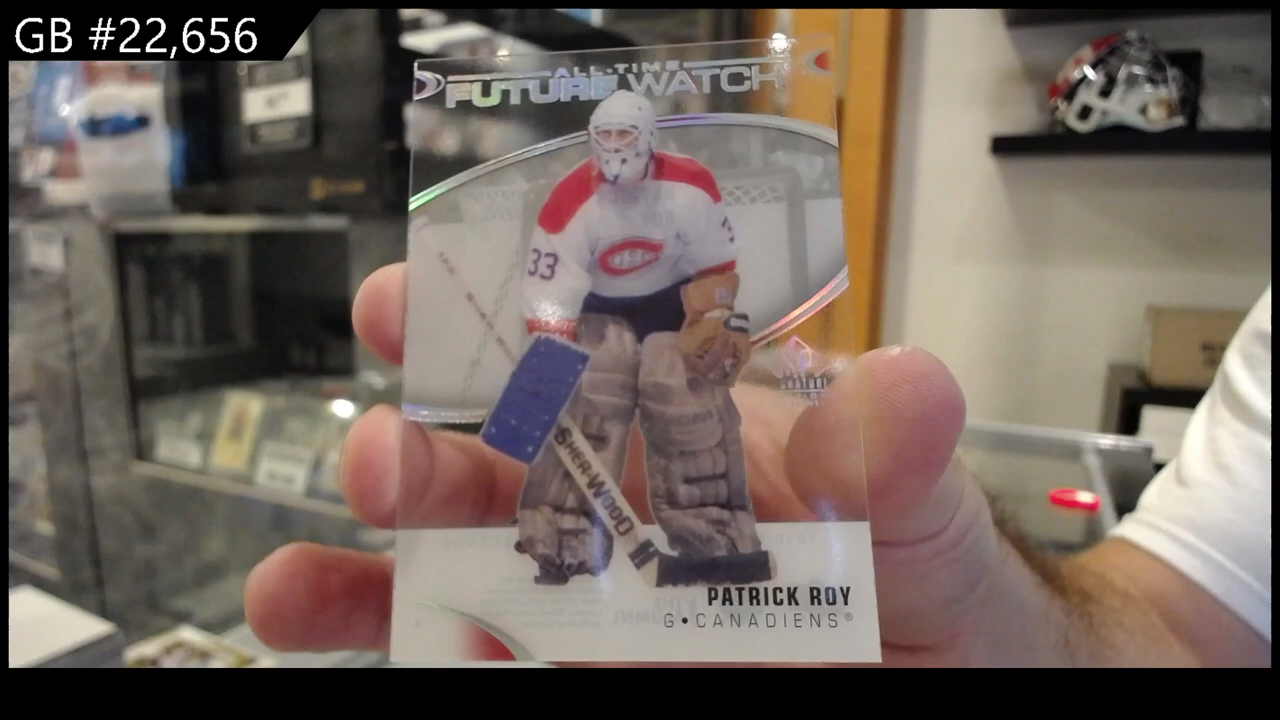 GB #22,656
ALL-TIME
FUTURE WATCH
33
SHER-WOOD
PATRICK ROY
G•CANADIENS®